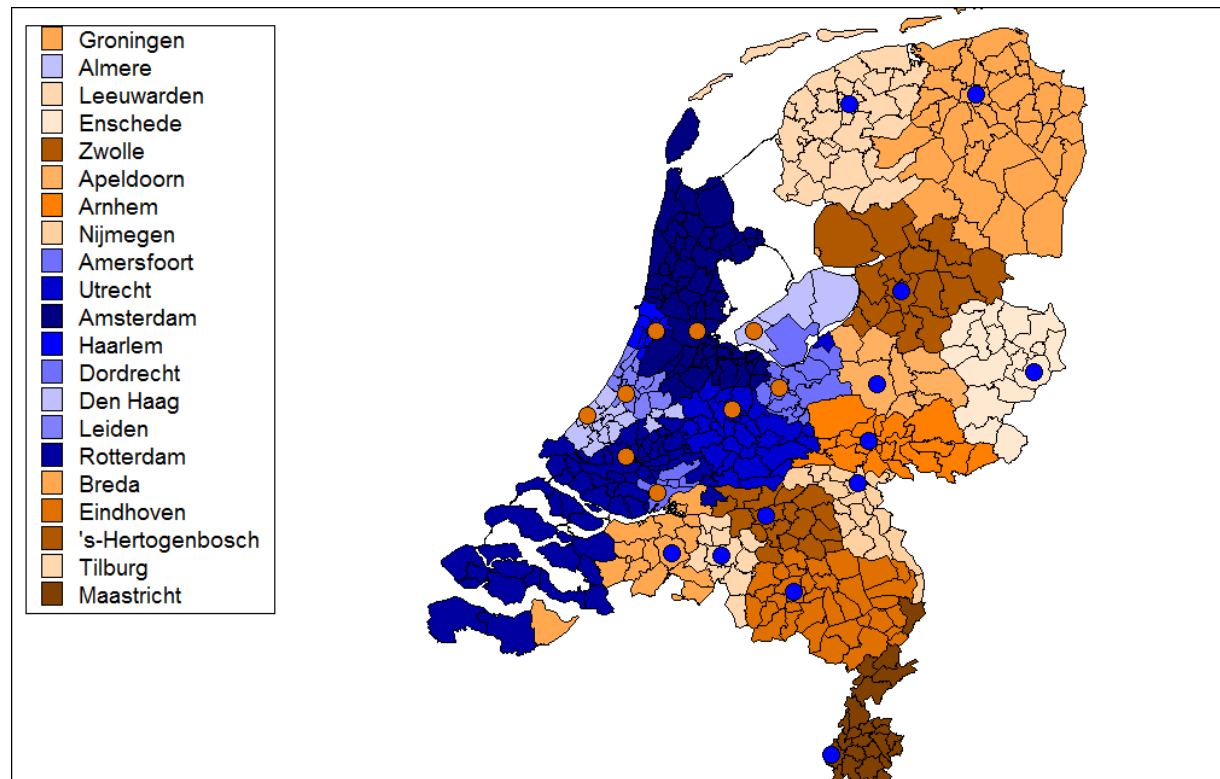 Groningen
Almere
Leeuwarden
Enschede
Zwolle
Apeldoorn
Arnhem
Nijmegen
Amersfoort
Utrecht
Amsterdam
Haarlem
Dordrecht
Den Haag
Leiden
Rotterdam
Breda
Eindhoven
's-Hertogenbosch
Tilburg
Maastricht